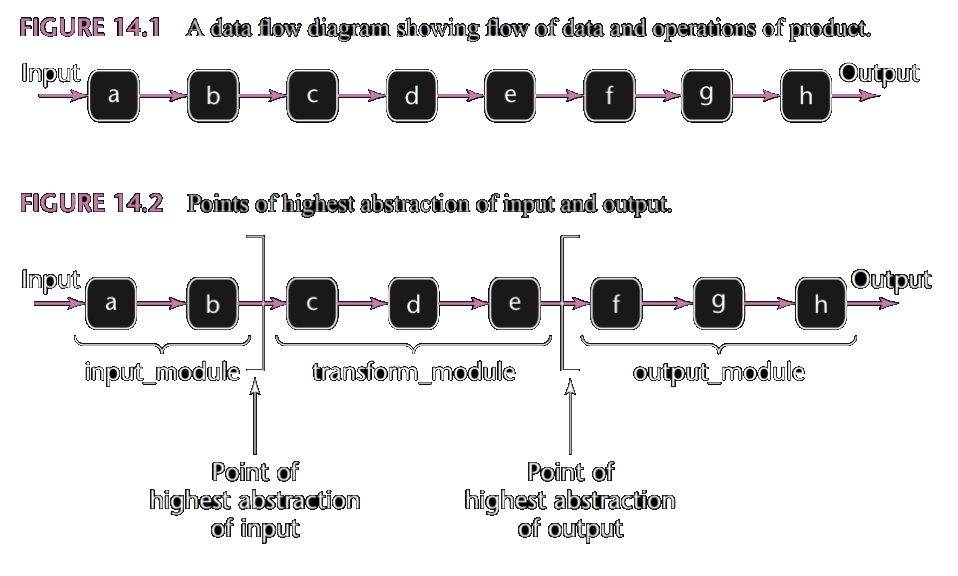 FIGURE 14.1 A data flow diagram showing flow of data and operations of product.
Input Output
a b c d e f g h
FIGURE 14.2 Points of highest abstraction of input and output.
Input Output
a b c d e f g h
input_module transform_module output_module
Point of
highest abstraction
of input
Point of
highest abstraction
of output